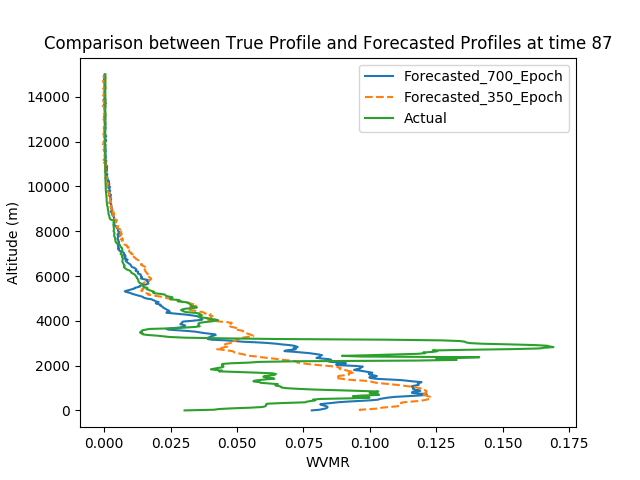 Comparison between True Profile and Forecasted Profiles at time 87
Forecasted_700_Epoch
Forecasted_350_Epoch
Actual
Altitude (m)
14000
12000
10000
8000
6000
4000
2000
0
0.000 0.025 0.050 0.075 0.100 0.125 0.150 0.175
WVMR